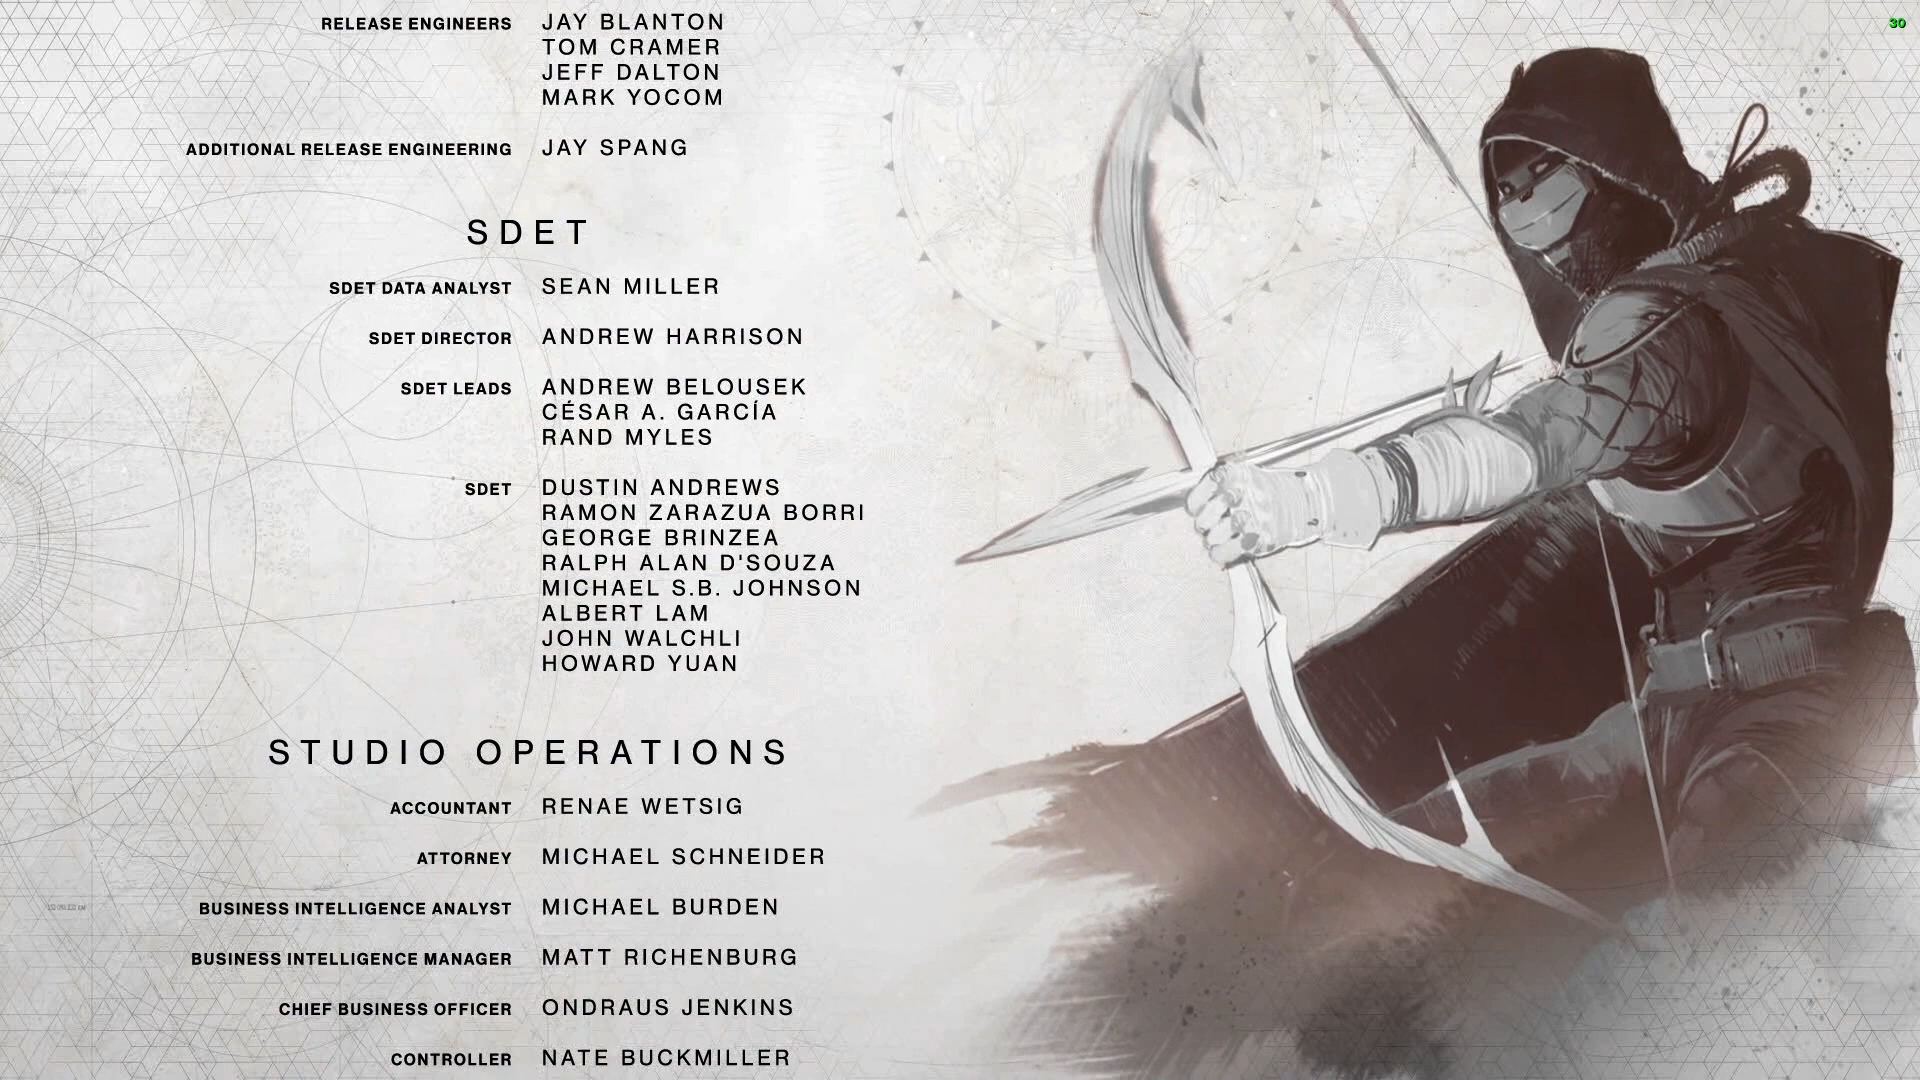 RELEASE ENGINEERS JAY BLANTON
TOM CRAMER
JEFF DALTON
MARK YOCOM
ADDITIONAL RELEASE ENGINEERING JAY SPANG
SDET
SDET DATA ANALYST SEAN MILLER
SDET DIRECTOR ANDREW HARRISON
SDET LEADS ANDREW BELOUSEK
CÉSAR A. GARCÍA
RAND MYLES
SDET DUSTIN ANDREWS
RAMON ZARAZUA BORRI
GEORGE BRINZEA
RALPH ALAN D'SOUZA
MICHAEL S.B. JOHNSON
ALBERT LAM
JOHN WALCHLI
HOWARD YUAN
STUDIO OPERATIONS
ACCOUNTANT RENAE WETSIG
ATTORNEY MICHAEL SCHNEIDER
BUSINESS INTELLIGENCE ANALYST MICHAEL BURDEN
BUSINESS INTELLIGENCE MANAGER MATT RICHENBURG
CHIEF BUSINESS OFFICER ONDRAUS JENKINS
CONTROLLER NATE BUCKMILLER
30